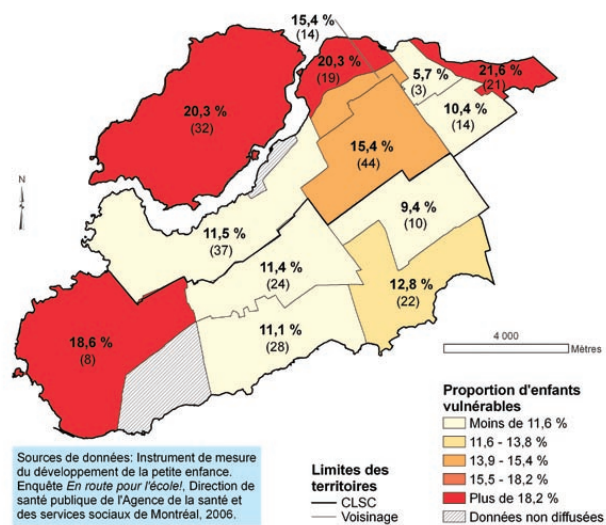 15,4 %
(14)
20,3 %
(19)
5,7 %
(3)
21,6 %
(21)
20,3 %
(32)
10,4 %
(14)
15,4 %
(44)
N
9,4 %
(10)
11,5 %
(37)
11,4 %
(24)
12,8 %
(22)
18,6 %
(8)
11,1 %
(28)
4 000
Mètres
Proportion d'enfants
vulnérables
Moins de 11,6 %
11,6 - 13,8 %
13,9 - 15,4 %
15,5 - 18,2 %
Plus de 18,2 %
Données non diffusées
Limites des
territoires
CLSC
Voisinage
Sources de données: Instrument de mesure
du développement de la petite enfance.
Enquête En route pour l'école!, Direction de
santé publique de l'Agence de la santé et
des services sociaux de Montréal, 2006.